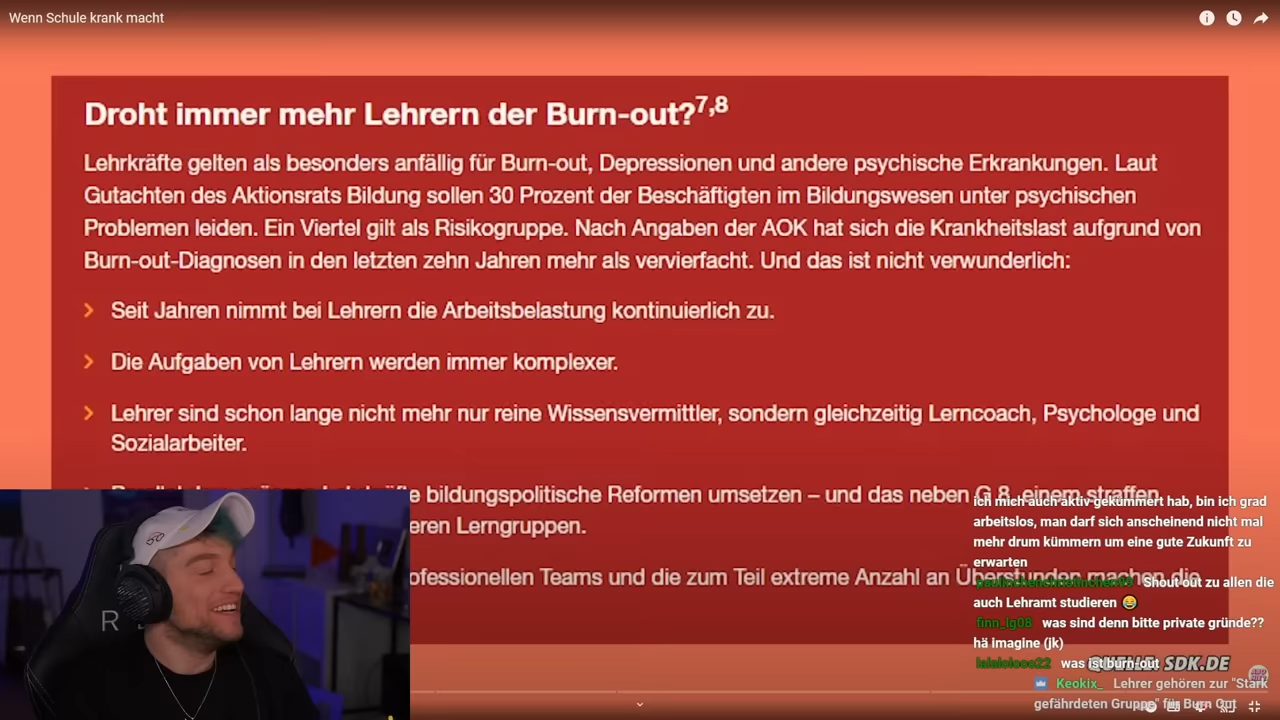 Wenn Schule krank macht
Droht immer mehr Lehrern der Burn-out?7,8
Lehrkräfte gelten als besonders anfällig für Burn-out, Depressionen und andere psychische Erkrankungen. Laut
Gutachten des Aktionsrats Bildung sollen 30 Prozent der Beschäftigten im Bildungswesen unter psychischen
Problemen leiden. Ein Viertel gilt als Risikogruppe. Nach Angaben der AOK hat sich die Krankheitslast aufgrund von
Burn-out-Diagnosen in den letzten zehn Jahren mehr als vervierfacht. Und das ist nicht verwunderlich:
Seit Jahren nimmt bei Lehrern die Arbeitsbelastung kontinuierlich zu.
Die Aufgaben von Lehrern werden immer komplexer.
Lehrer sind schon lange nicht mehr nur reine Wissensvermittler, sondern gleichzeitig Lerncoach, Psychologe und
Sozialarbeiter.
bildungspolitische Reformen umsetzen – und das neben G 8, einem straffen
eren Lerngruppen.
ofessionellen Teams und die zum Teil extreme Anzahl an Überstunden machen die
R
ich mich auch aktiv gekümmert hab, bin ich grad
arbeitslos, man darf sich anscheinend nicht mal
mehr drum kümmern um eine gute Zukunft zu
erwarten
Shout out zu allen die
auch Lehramt studieren 😂
finn_lg08 was sind denn bitte private gründe??
hä imagine (jk)
lalalolooo22 was ist burn-out
QUELLE: SDK.DE
Keokix_ Lehrer gehören zur "Stark
gefährdeten Gruppe" für Burn Out